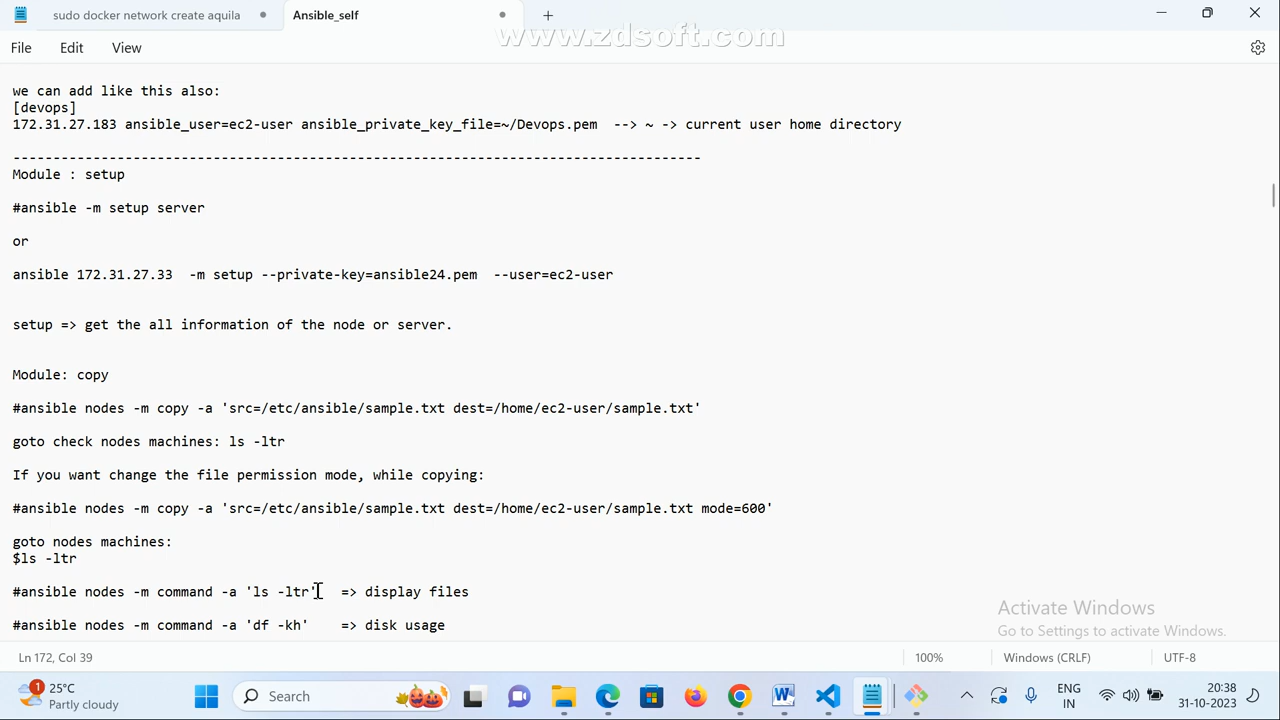 sudo docker network create aquila
Ansible_self
www.zdsoft.com
File Edit View
we can add like this also:
[devops]
172.31.27.183 ansible_user=ec2-user ansible_private_key_file=~/Devops.pem --> ~ -> current user home directory
--------------------------------------------------------------------------------------
Module : setup
#ansible -m setup server
or
ansible 172.31.27.33 -m setup --private-key=ansible24.pem --user=ec2-user
setup => get the all information of the node or server.
Module: copy
#ansible nodes -m copy -a 'src=/etc/ansible/sample.txt dest=/home/ec2-user/sample.txt'
goto check nodes machines: ls -ltr
If you want change the file permission mode, while copying:
#ansible nodes -m copy -a 'src=/etc/ansible/sample.txt dest=/home/ec2-user/sample.txt mode=600'
goto nodes machines:
$ls -ltr
#ansible nodes -m command -a 'ls -ltr' => display files
#ansible nodes -m command -a 'df -kh' => disk usage
Activate Windows
Go to Settings to activate Windows.
Ln 172, Col 39 100% Windows (CRLF) UTF-8
1 25°C
Partly cloudy
Search
ENG
IN
20:38
31-10-2023